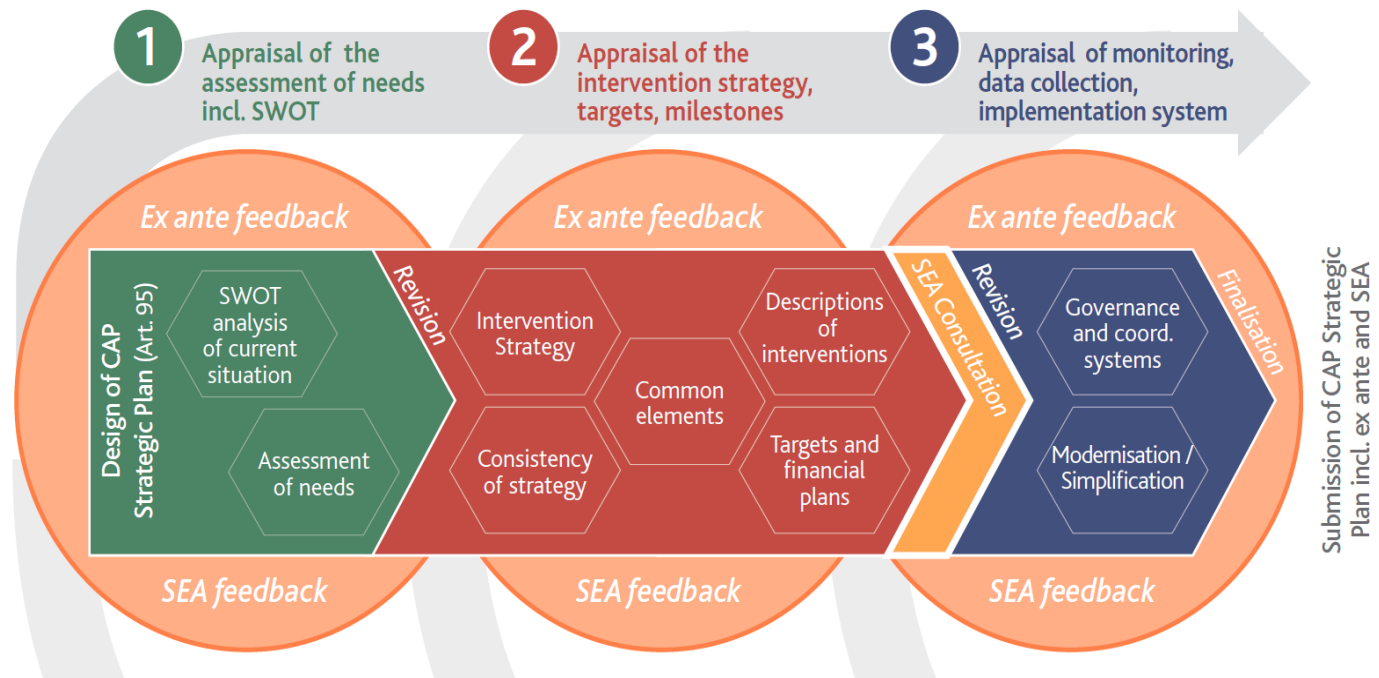 1
Appraisal of the
assessment of needs
incl. SWOT
2
Appraisal of the
intervention strategy,
targets, milestones
3
Appraisal of monitoring,
data collection,
implementation system
Ex ante feedback
Ex ante feedback
Ex ante feedback
Design of CAP
Strategic Plan (Art. 95)
SWOT
analysis
of current
situation
Assessment
of needs
Revision
Intervention
Strategy
Consistency
of strategy
Common
elements
Descriptions
of
interventions
Targets and
financial
plans
SEA Consultation
Revision
Governance
and coord.
systems
Modernisation /
Simplification
Finalisation
SEA feedback
SEA feedback
SEA feedback
Submission of CAP Strategic
Plan incl. ex ante and SEA